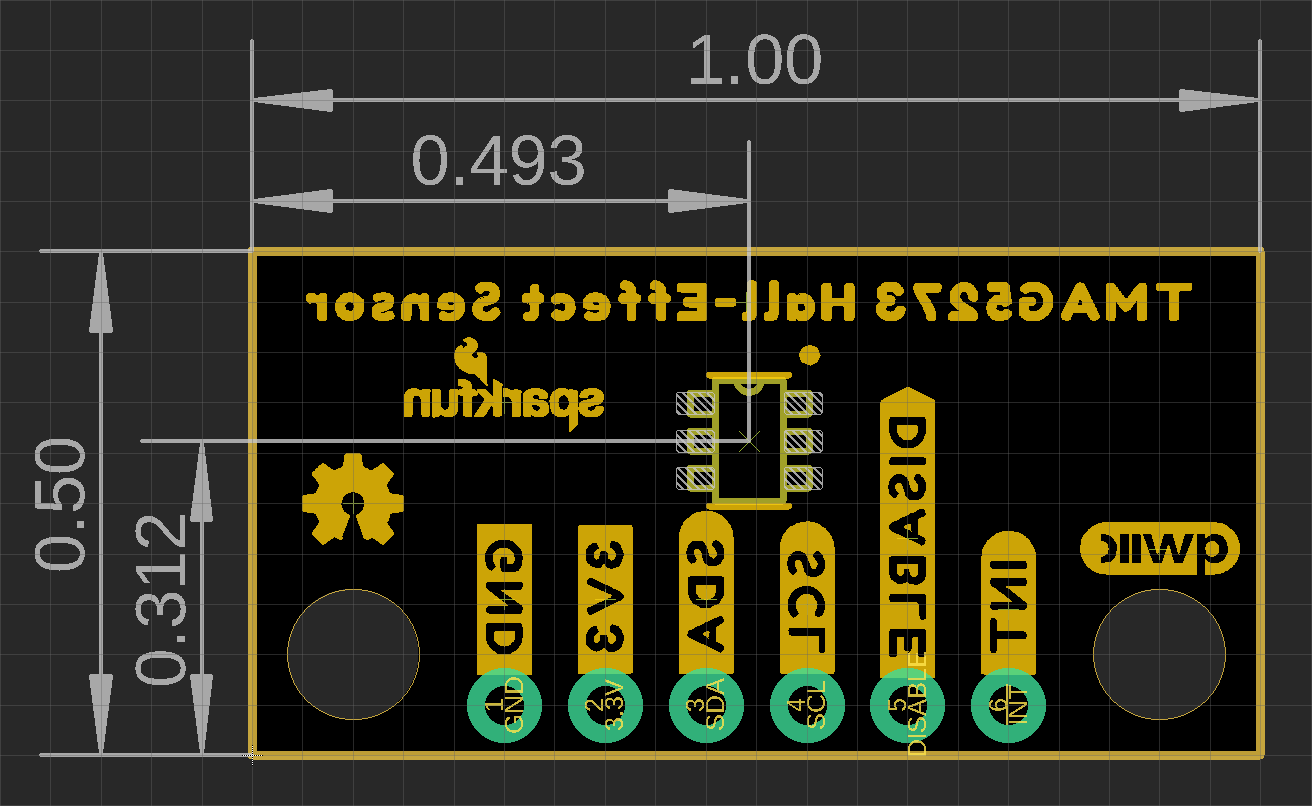 1.00
0.493
TMAG5273 Hall-Effect Sensor
sparkfun
0.50
0.312
GND
3V3
SDA
SCL
DISABLE
INT
qwiic
1
GND
2
3.3V
3
SDA
4
SCL
5
DISABLE
6
INT